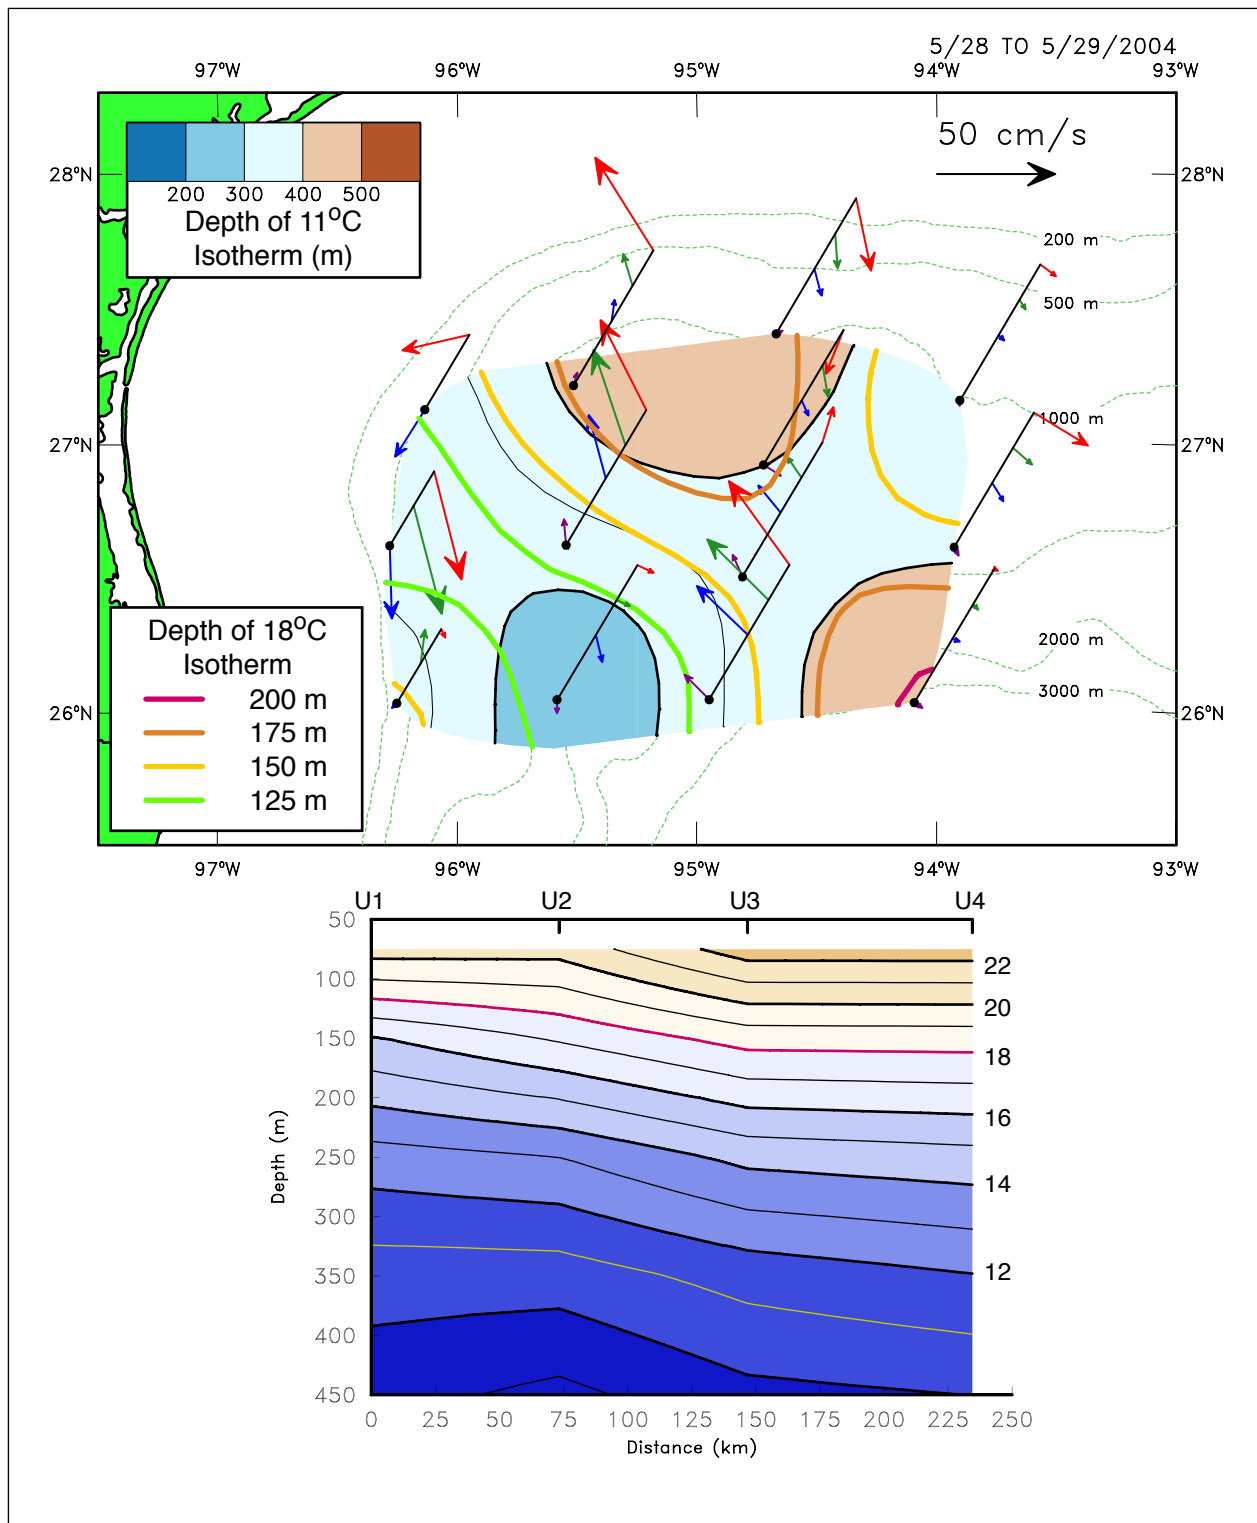 5/28 TO 5/29/2004
97°W 96°W 95°W 94°W 93°W
50 cm/s
28°N 28°N
200 300 400 500
Depth of 11°C
Isotherm (m)
200 m
500 m
27°N 27°N
1000 m
Depth of 18°C
Isotherm
200 m
175 m
150 m
125 m
2000 m
3000 m
26°N 26°N
97°W 96°W 95°W 94°W 93°W
U1 U2 U3 U4
50
100
150
200
250
300
350
400
450
Depth (m)
22
20
18
16
14
12
0 25 50 75 100 125 150 175 200 225 250
Distance (km)